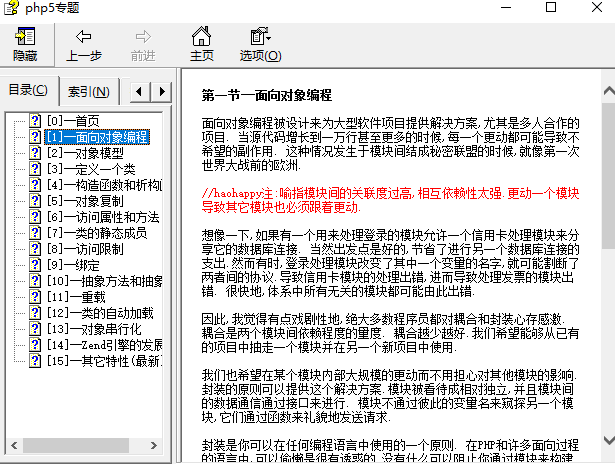 php5专题
隐藏
上一步
前进
主页
选项(O)
目录(C)
索引(N)
[0]—首页
[1]—面向对象编程
[2]—对象模型
[3]—定义一个类
[4]—构造函数和析构
[5]—对象复制
[6]—访问属性和方法
[7]—类的静态成员
[8]—访问限制
[9]—绑定
[10]—抽象方法和抽象
[11]—重载
[12]—类的自动加载
[13]—对象串行化
[14]—Zend引擎的发展
[15]—其它特性(最新)
第一节—面向对象编程
面向对象编程被设计来为大型软件项目提供解决方案,尤其是多人合作的
项目. 当源代码增长到一万行甚至更多的时候,每一个更动都可能导致不
希望的副作用. 这种情况发生于模块间结成秘密联盟的时候,就像第一次
世界大战前的欧洲.
//haohappy注:喻指模块间的关联度过高,相互依赖性太强.更动一个模块
导致其它模块也必须跟着更动.
想像一下,如果有一个用来处理登录的模块允许一个信用卡处理模块来分
享它的数据库连接. 当然出发点是好的,节省了进行另一个数据库连接的
支出.然而有时,登录处理模块改变了其中一个变量的名字,就可能割断了
两者间的协议.导致信用卡模块的处理出错,进而导致处理发票的模块出
错. 很快地,体系中所有无关的模块都可能由此出错.
因此,我觉得有点戏剧性地,绝大多数程序员都对耦合和封装心存感激.
耦合是两个模块间依赖程度的量度. 耦合越少越好.我们希望能够从已有
的项目中抽走一个模块并在另一个新项目中使用.
我们也希望在某个模块内部大规模的更动而不用担心对其他模块的影响.
封装的原则可以提供这个解决方案.模块被看待成相对独立,并且模块间
的数据通信通过接口来进行. 模块不通过彼此的变量名来窥探另一个模
块,它们通过函数来礼貌地发送请求.
封装是你可以在任何编程语言中使用的一个原则. 在PHP和许多面向过程
的语言中,可以偷懒是很有诱惑的.没有什么可以阻止你通过模块来构建